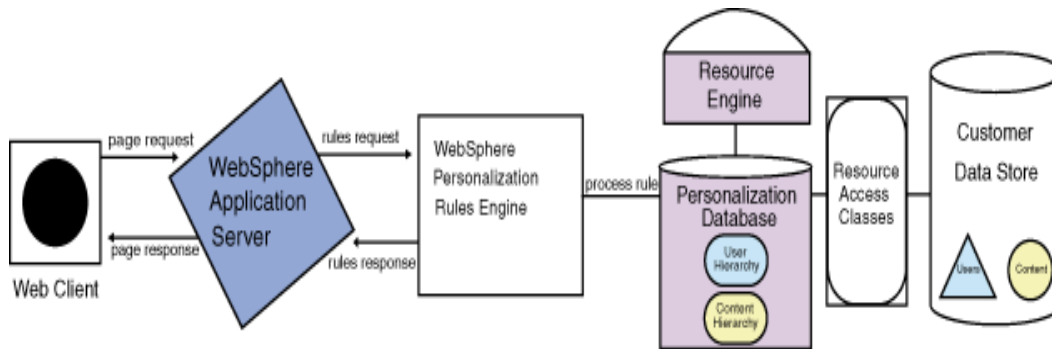 page request
page response
Web Client
WebSphere
Application
Server
rules request
rules response
WebSphere
Personalization
Rules Engine
process rule
Resource
Engine
Personalization
Database
User
Hierarchy
Content
Hierarchy
Resource
Access
Classes
Customer
Data Store
Users
Content